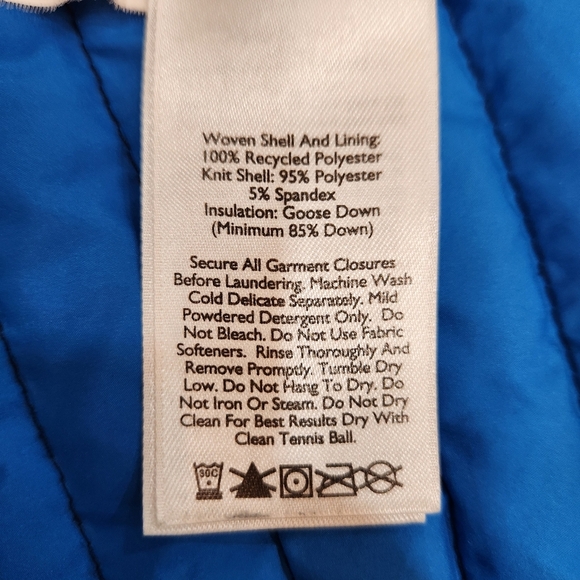 Woven Shell And Lining:
100% Recycled Polyester
Knit Shell: 95% Polyester
5% Spandex
Insulation: Goose Down
(Minimum 85% Down)
Secure All Garment Closures
Before Laundering. Machine Wash
Cold Delicate Separately. Mild
Powdered Detergent Only. Do
Not Bleach. Do Not Use Fabric
Softeners. Rinse Thoroughly And
Remove Promptly. Tumble Dry
Low. Do Not Hang To Dry. Do
Not Iron Or Steam. Do Not Dry
Clean For Best Results Dry With
Clean Tennis Ball.